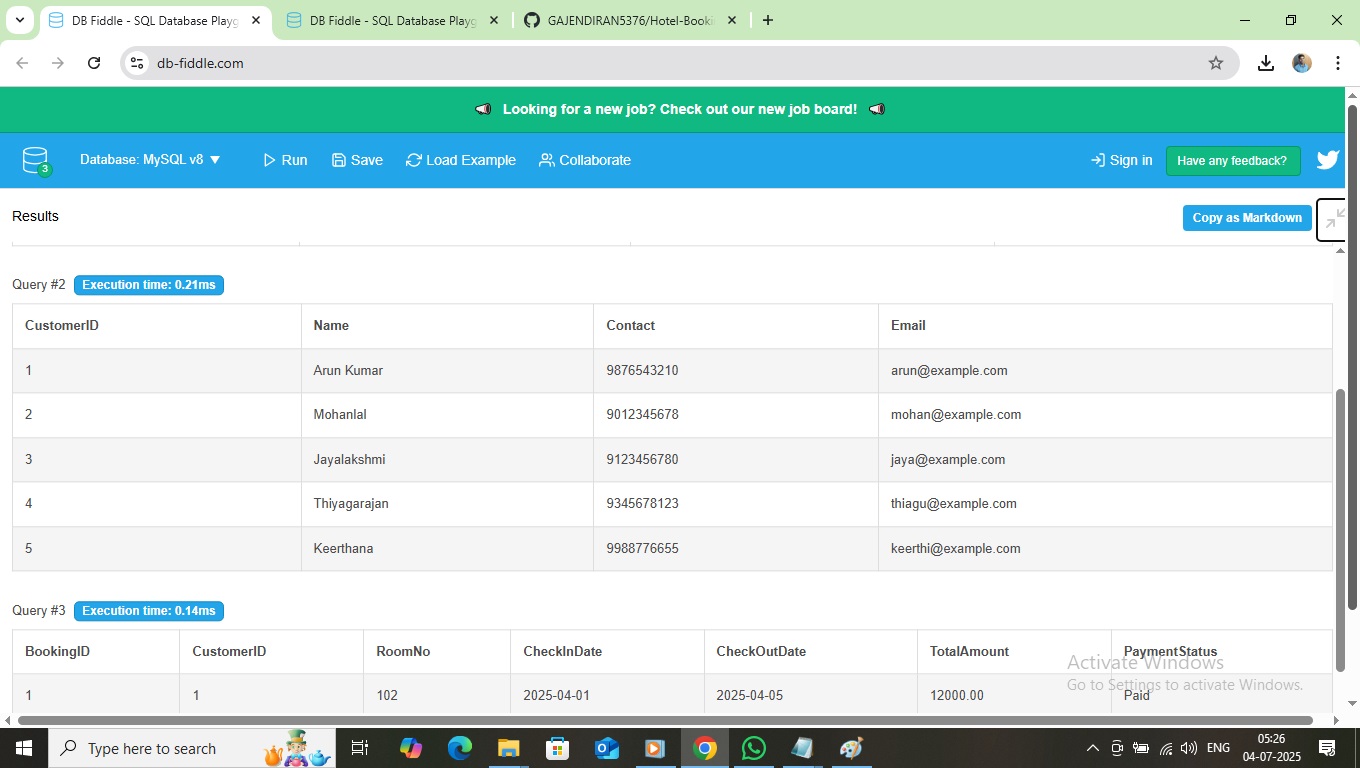 DB Fiddle - SQL Database Playg
DB Fiddle - SQL Database Playg
GAJENDIRAN5376/Hotel-Booki
db-fiddle.com
Looking for a new job? Check out our new job board!
3
Database: MySQL v8 ▼
Run
Save
Load Example
Collaborate
Sign in
Have any feedback?
Results
Copy as Markdown
Query #2 Execution time: 0.21ms
CustomerID Name Contact Email
1 Arun Kumar 9876543210 arun@example.com
2 Mohanlal 9012345678 mohan@example.com
3 Jayalakshmi 9123456780 jaya@example.com
4 Thiyagarajan 9345678123 thiagu@example.com
5 Keerthana 9988776655 keerthi@example.com
Query #3 Execution time: 0.14ms
BookingID CustomerID RoomNo CheckInDate CheckOutDate TotalAmount PaymentStatus
1 1 102 2025-04-01 2025-04-05 12000.00 Paid
Activate Windows
Go to Settings to activate Windows.
Type here to search
ENG
05:26
04-07-2025